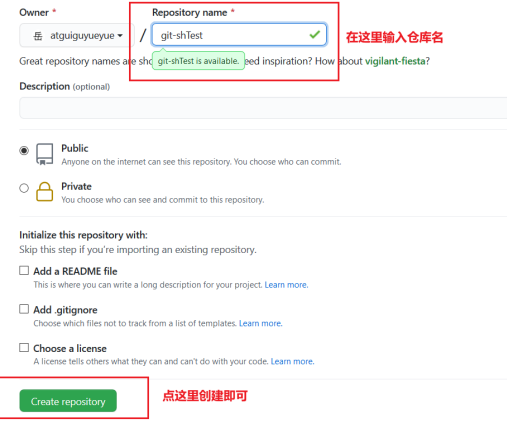 Owner * Repository name *
岳 atguiguyueyue / git-shTest 在这里输入仓库名
Great repository names are sho git-shTest is available. eed inspiration? How about vigilant-fiesta?
Description (optional)
Public
Anyone on the internet can see this repository. You choose who can commit.
Private
You choose who can see and commit to this repository.
Initialize this repository with:
Skip this step if you're importing an existing repository.
Add a README file
This is where you can write a long description for your project. Learn more.
Add .gitignore
Choose which files not to track from a list of templates. Learn more.
Choose a license
A license tells others what they can and can't do with your code. Learn more.
Create repository 点这里创建即可